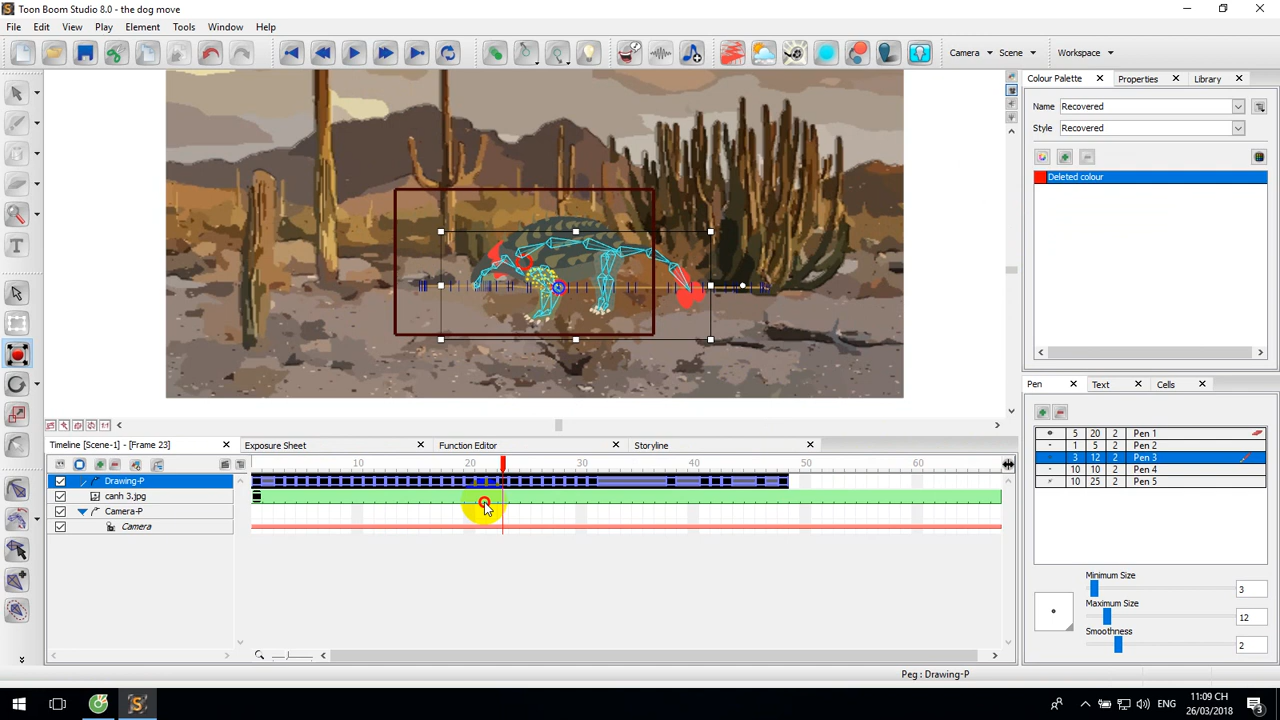 Toon Boom Studio 8.0 - the dog move
File Edit View Play Element Tools Window Help
Camera Scene Workspace
Colour Palette Properties Library
Name Recovered
Style Recovered
Deleted colour
Pen Text Cells
5 20 2 Pen 1
1 5 2 Pen 2
3 12 2 Pen 3
10 10 2 Pen 4
10 25 2 Pen 5
Minimum Size
3
Maximum Size
12
Smoothness
2
Timeline [Scene-1] - [Frame 23] Exposure Sheet Function Editor Storyline
10 20 30 40 50 60
Drawing-P
canh 3.jpg
Camera-P
Camera
Peg : Drawing-P
ENG
11:09 CH
26/03/2018
3